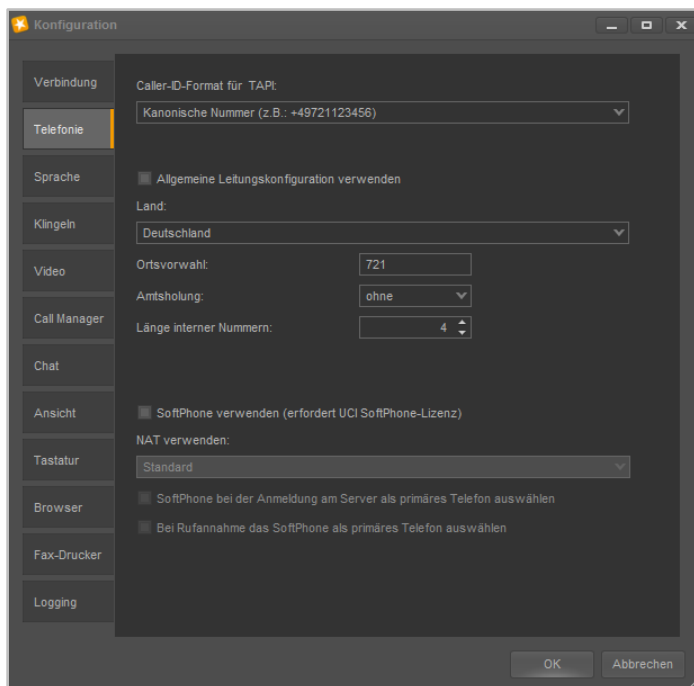 Konfiguration
Verbindung
Telefonie
Sprache
Klingeln
Video
Call Manager
Chat
Ansicht
Tastatur
Browser
Fax-Drucker
Logging
Caller-ID-Format für TAPI:
Kanonische Nummer (z.B.: +49721123456)
Allgemeine Leitungskonfiguration verwenden
Land:
Deutschland
Ortsvorwahl: 721
Amtsholung: ohne
Länge interner Nummern: 4
SoftPhone verwenden (erfordert UCI SoftPhone-Lizenz)
NAT verwenden:
Standard
SoftPhone bei der Anmeldung am Server als primäres Telefon auswählen
Bei Rufannahme das SoftPhone als primäres Telefon auswählen
OK Abbrechen